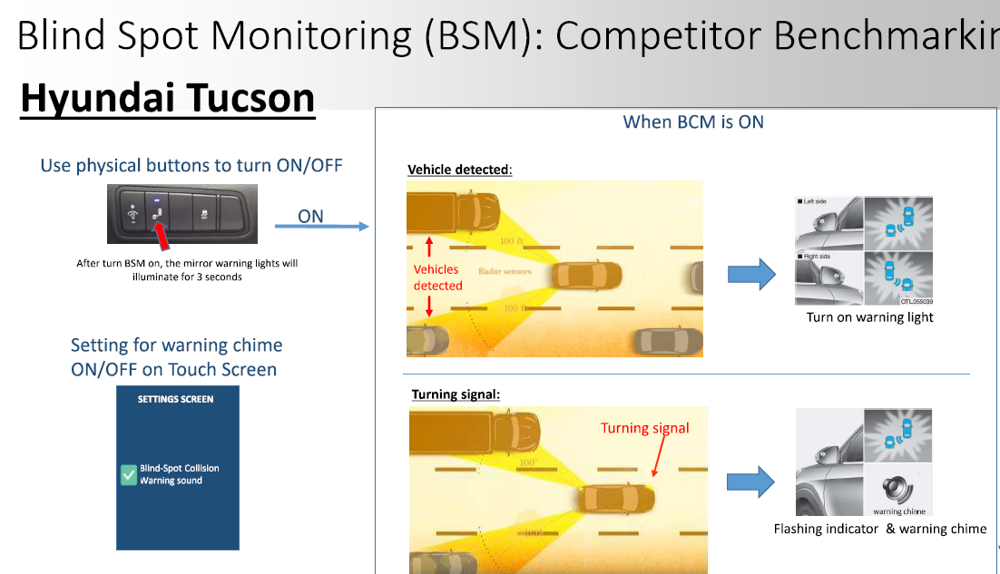 Blind Spot Monitoring (BSM): Competitor Benchmarkin
Hyundai Tucson
Use physical buttons to turn ON/OFF
ON
After turn BSM on, the mirror warning lights will
illuminate for 3 seconds
Setting for warning chime
ON/OFF on Touch Screen
SETTINGS SCREEN
Blind-Spot Collision
Warning sound
When BCM is ON
Vehicle detected:
100 ft
Radar sensors
Vehicles
detected
100 ft
■ Left side
■ Right side
OTL055039
Turn on warning light
Turning signal:
Turning signal
100'
100'
warning chinne
Flashing indicator & warning chime